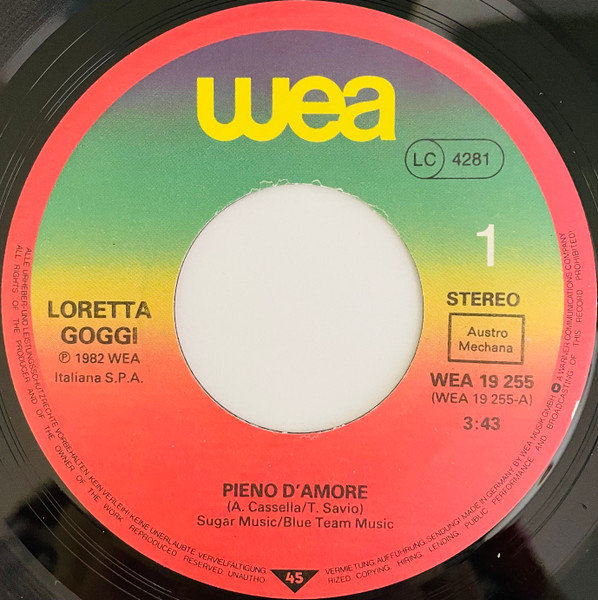 wea
LC 4281
1
LORETTA
GOGGI
℗ 1982 WEA
Italiana S.P.A.
STEREO
Austro
Mechana
WEA 19 255
(WEA 19 255-A)
3:43
PIENO D'AMORE
(A. Cassella/T. Savio)
Sugar Music/Blue Team Music
45
ALLE URHEBER- UND LEISTUNGSSCHUTZRECHTE VORBEHALTEN. KEIN VERLEIH! KEINE UNERLAUBTE VERVIELFÄLTIGUNG, VERMIETUNG, AUFFÜHRUNG, SENDUNG! MADE IN GERMANY BY WEA MUSIK GMBH A WARNER COMMUNICATIONS COMPANY
ALL RIGHTS OF THE PRODUCER AND OF THE OWNER OF THE WORK REPRODUCED RESERVED UNAUTHORIZED COPYING HIRING LENDING PUBLIC PERFORMANCE AND BROADCASTING OF THIS RECORD PROHIBITED!